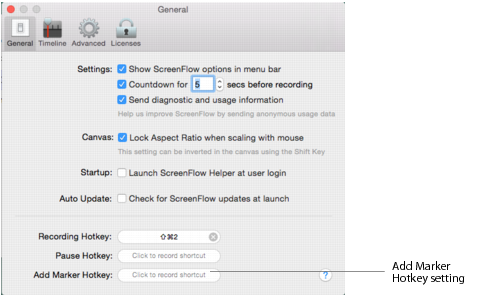 General
General Timeline Advanced Licenses
Settings: Show ScreenFlow options in menu bar
Countdown for 5 secs before recording
Send diagnostic and usage information
Help us improve ScreenFlow by sending anonymous usage data
Canvas: Lock Aspect Ratio when scaling with mouse
This setting can be inverted in the canvas using the Shift Key
Startup: Launch ScreenFlow Helper at user login
Auto Update: Check for ScreenFlow updates at launch
Recording Hotkey: ⇧⌘2
Pause Hotkey: Click to record shortcut
Add Marker Hotkey: Click to record shortcut ?
Add Marker
Hotkey setting